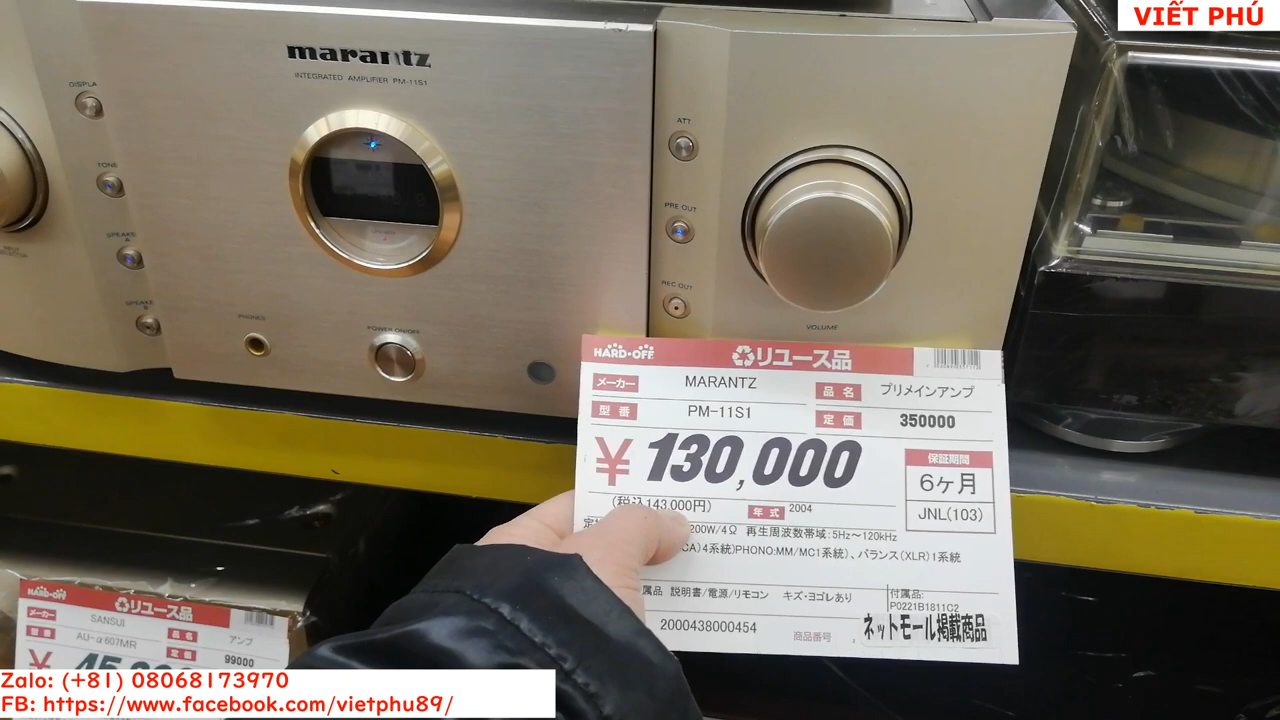 VIẾT PHÚ
marantz
INTEGRATED AMPLIFIER PM-11S1
DISPLA
TONE
SPEAKE
A
SPEAKE
B
PHONES
POWER ON/OFF
ATT
PRE OUT
REC OUT
VOLUME
HARD・OFF リユース品
メーカー MARANTZ 品名 プリメインアンプ
型番 PM-11S1 定価 350000
¥130,000
保証期間
6ヶ月
JNL(103)
(税込143,000円) 年式 2004
200W/4Ω 再生周波数帯域:5Hz～120kHz
CA)4系統)PHONO:MM/MC1系統)、バランス(XLR)1系統
属品 説明書/電源/リモコン キズ・ヨゴレあり
付属品:
P0221B1811C2
2000438000454 商品番号 ネットモール掲載商品
HARD・OFF リユース品
メーカー SANSUI 品名 アンプ
型番 AU-α607MR 定価 99000
¥
Zalo: (+81) 08068173970
FB: https://www.facebook.com/vietphu89/